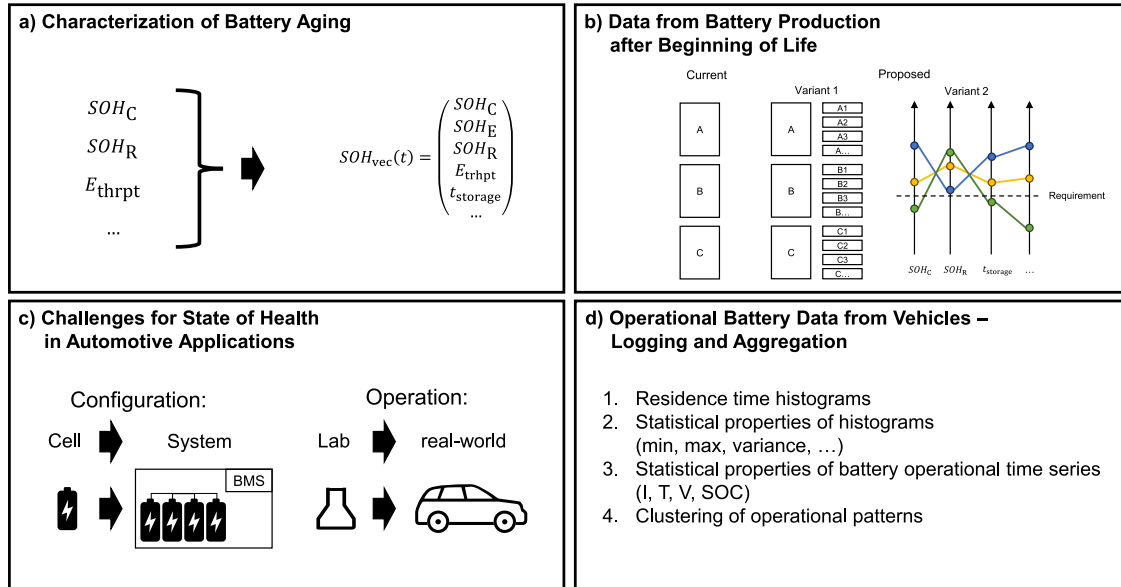 a) Characterization of Battery Aging
SOH_C
SOH_R
E_thrpt
...
SOH_vec(t) =
SOH_C
SOH_E
SOH_R
E_trhpt
t_storage
...
b) Data from Battery Production
after Beginning of Life
Current
Proposed
Variant 1
Variant 2
A
A
A1
A2
A3
A...
B
B
B1
B2
B3
B...
C
C
C1
C2
C3
C...
Requirement
SOH_C SOH_R t_storage ...
c) Challenges for State of Health
in Automotive Applications
Configuration:
Cell
System
BMS
Operation:
Lab
real-world
d) Operational Battery Data from Vehicles –
Logging and Aggregation
1. Residence time histograms
2. Statistical properties of histograms
(min, max, variance, …)
3. Statistical properties of battery operational time series
(I, T, V, SOC)
4. Clustering of operational patterns